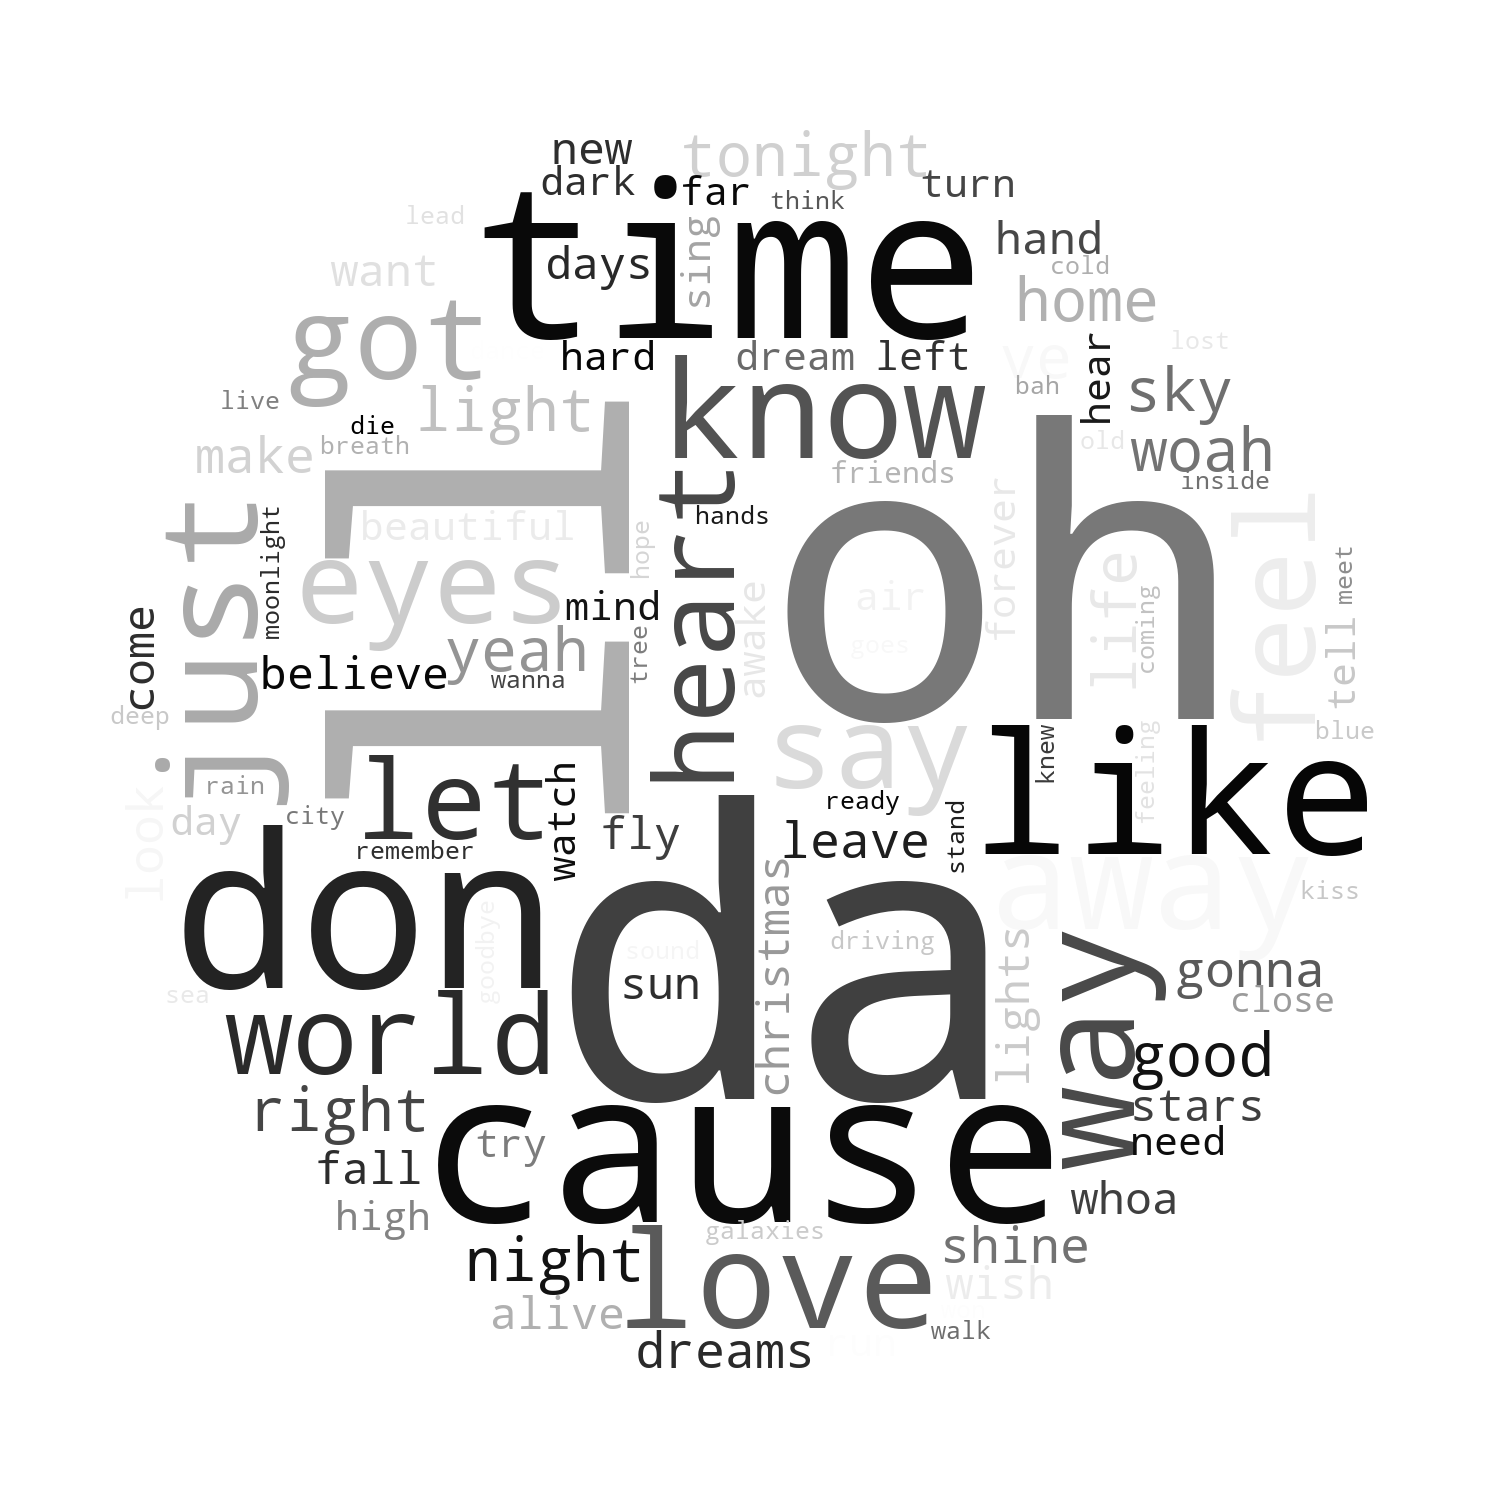 new
tonight
dark
far
think
turn
lead
time
sing
hand
want
days
cold
home
got
hard
dream
left
ve
hear
lost
live
light
know
bah
sky
die
breath
make
friends
old
woah
inside
I
heart
oh
just
moonlight
beautiful
hope
hands
forever
feel
eyes
mind
awake
air
life
coming
meet
come
yeah
tree
goes
tell
believe
wanna
deep
say
knew
feeling
blue
like
look
rain
day
city
let
watch
fly
ready
leave
stand
remember
don
da
christmas
away
kiss
goodbye
sound
sun
driving
lights
way
gonna
sea
close
world
good
right
cause
try
stars
need
fall
high
whoa
night
love
galaxies
shine
wish
alive
walk
dreams
run